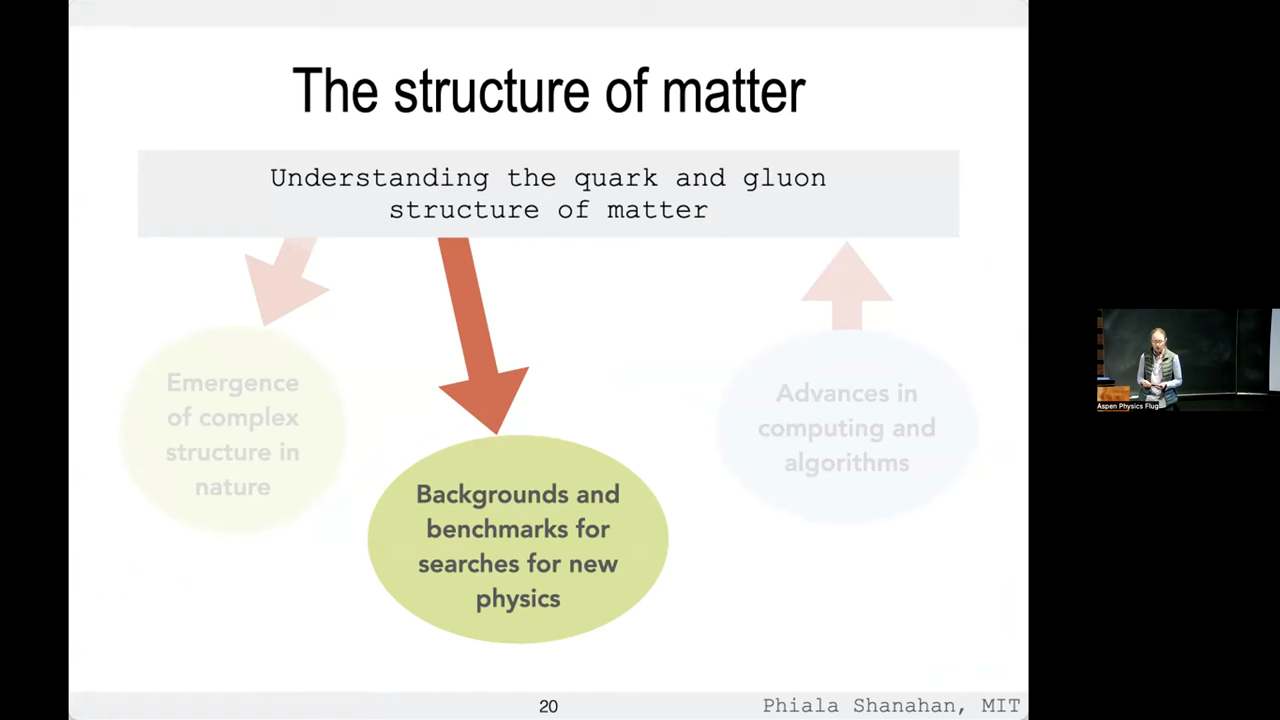 The structure of matter
Understanding the quark and gluon
structure of matter
Emergence
of complex
structure in
nature
Backgrounds and
benchmarks for
searches for new
physics
Advances in
computing and
algorithms
20
Phiala Shanahan, MIT
Aspen Physics Flug